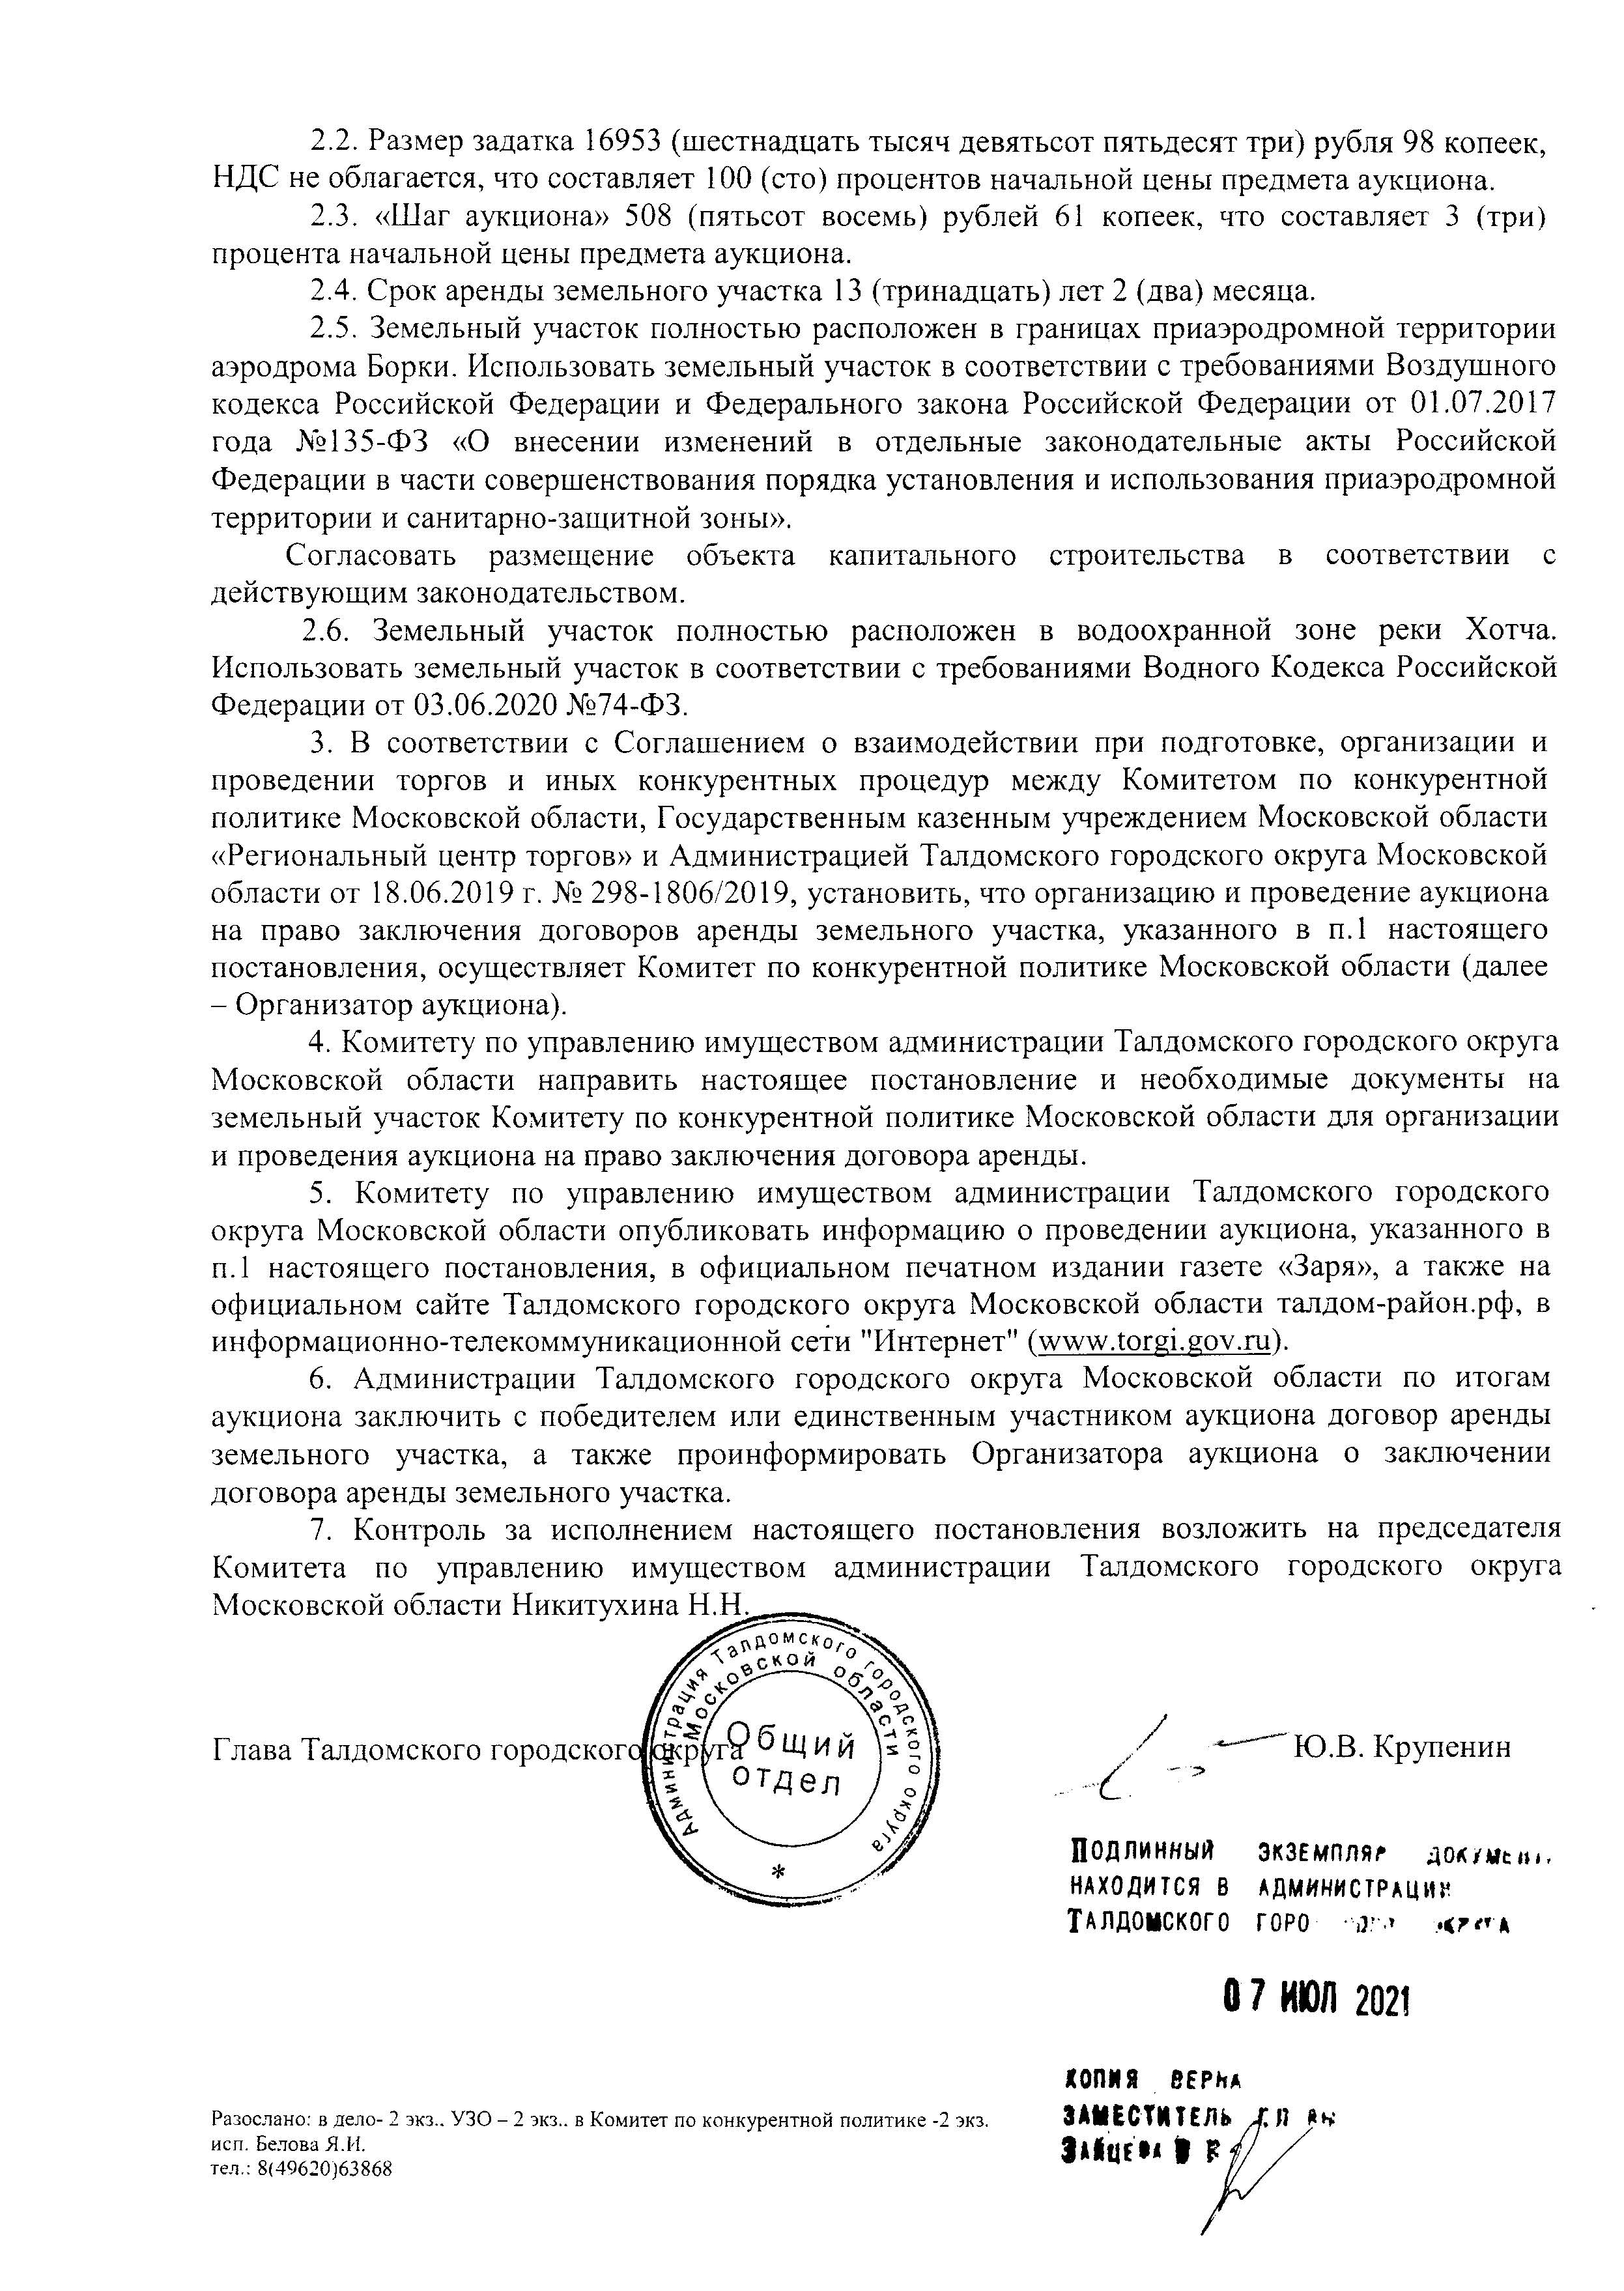 2.2. Размер задатка 16953 (шестнадцать тысяч девятьсот пятьдесят три) рубля 98 копеек,
НДС не облагается, что составляет 100 (сто) процентов начальной цены предмета аукциона.
2.3. «Шаг аукциона» 508 (пятьсот восемь) рублей 61 копеек, что составляет 3 (три)
процента начальной цены предмета аукциона.
2.4. Срок аренды земельного участка 13 (тринадцать) лет 2 (два) месяца.
2.5. Земельный участок полностью расположен в границах приаэродромной территории
аэродрома Борки. Использовать земельный участок в соответствии с требованиями Воздушного
кодекса Российской Федерации и Федерального закона Российской Федерации от 01.07.2017
года №135-ФЗ «О внесении изменений в отдельные законодательные акты Российской
Федерации в части совершенствования порядка установления и использования приаэродромной
территории и санитарно-защитной зоны».
Согласовать размещение объекта капитального строительства в соответствии с
действующим законодательством.
2.6. Земельный участок полностью расположен в водоохранной зоне реки Хотча.
Использовать земельный участок в соответствии с требованиями Водного Кодекса Российской
Федерации от 03.06.2020 №74-ФЗ.
3. В соответствии с Соглашением о взаимодействии при подготовке, организации и
проведении торгов и иных конкурентных процедур между Комитетом по конкурентной
политике Московской области, Государственным казенным учреждением Московской области
«Региональный центр торгов» и Администрацией Талдомского городского округа Московской
области от 18.06.2019 г. № 298-1806/2019, установить, что организацию и проведение аукциона
на право заключения договоров аренды земельного участка, указанного в п.1 настоящего
постановления, осуществляет Комитет по конкурентной политике Московской области (далее
– Организатор аукциона).
4. Комитету по управлению имуществом администрации Талдомского городского округа
Московской области направить настоящее постановление и необходимые документы на
земельный участок Комитету по конкурентной политике Московской области для организации
и проведения аукциона на право заключения договора аренды.
5. Комитету по управлению имуществом администрации Талдомского городского
округа Московской области опубликовать информацию о проведении аукциона, указанного в
п.1 настоящего постановления, в официальном печатном издании газете «Заря», а также на
официальном сайте Талдомского городского округа Московской области талдом-район.рф, в
информационно-телекоммуникационной сети "Интернет" (www.torgi.gov.ru).
6. Администрации Талдомского городского округа Московской области по итогам
аукциона заключить с победителем или единственным участником аукциона договор аренды
земельного участка, а также проинформировать Организатора аукциона о заключении
договора аренды земельного участка.
7. Контроль за исполнением настоящего постановления возложить на председателя
Комитета по управлению имуществом администрации Талдомского городского округа
Московской области Никитухина Н.Н.
Администрация Талдомского городского округа
Московской области
Общий
отдел
*
Глава Талдомского городского округа
Ю.В. Крупенин
Подлинный экземпляр
находится в администрации
Талдомского
07 ИЮЛ 2021
Копия верна
Заместитель
Зайцева
Разослано: в дело- 2 экз.. УЗО – 2 экз.. в Комитет по конкурентной политике -2 экз.
исп. Белова Я.И.
тел.: 8(49620)63868